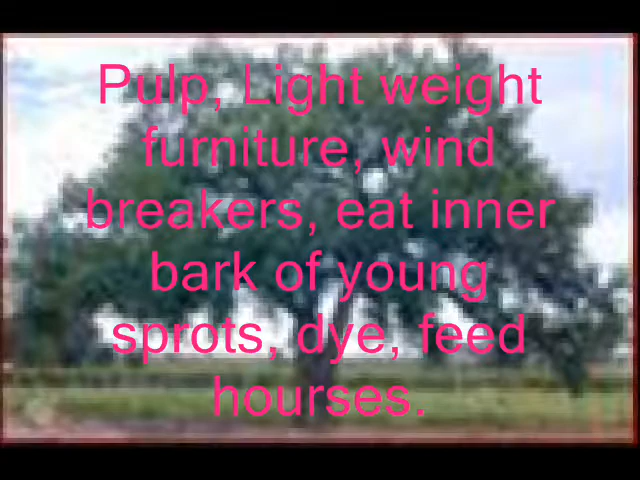 Pulp, Light weight
furniture, wind
breakers, eat inner
bark of young
sprots, dye, feed
hourses.